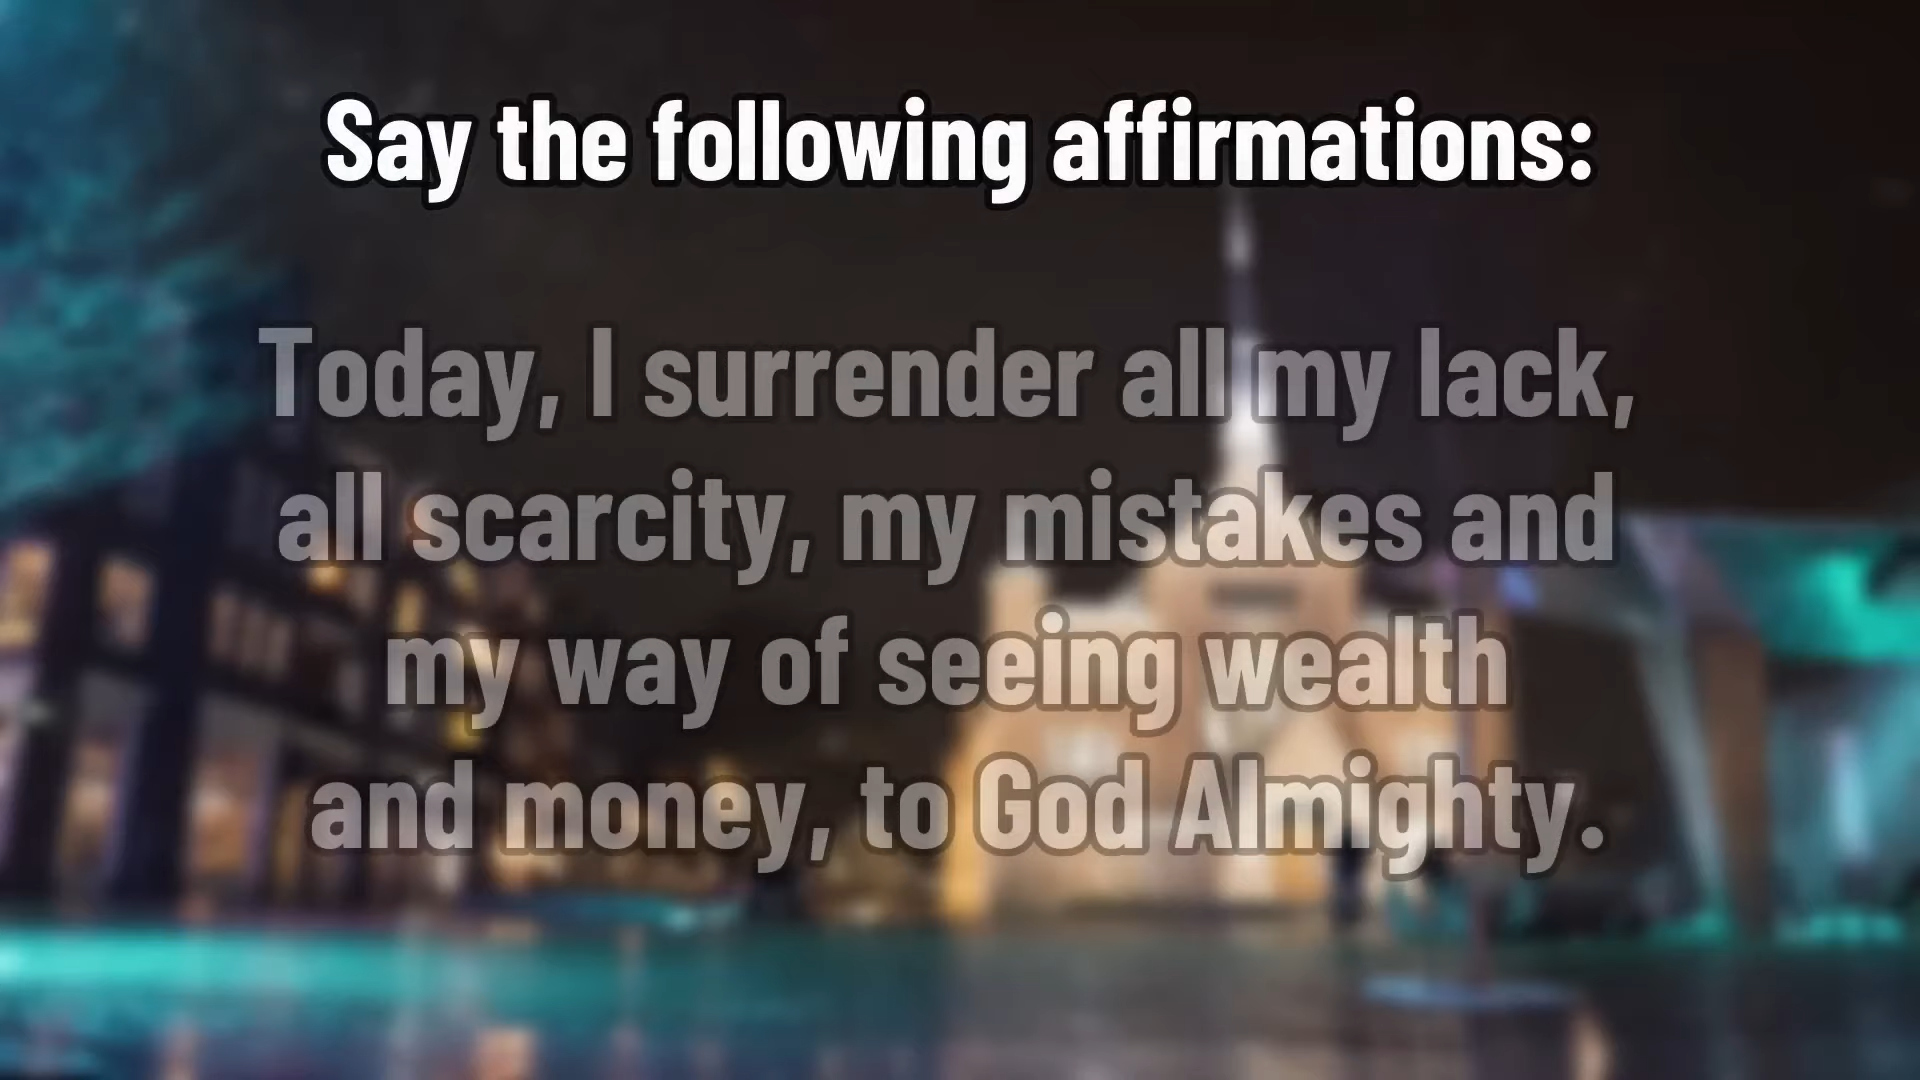 Say the following affirmations:
Today, I surrender all my lack,
all scarcity, my mistakes and
my way of seeing wealth
and money, to God Almighty.